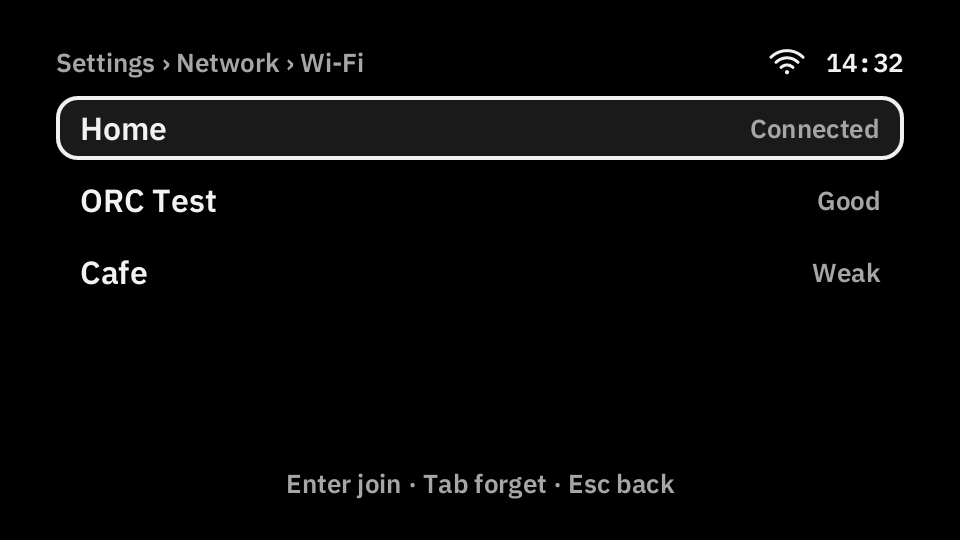 Settings › Network › Wi-Fi 14:32
Home Connected
ORC Test Good
Cafe Weak
Enter join · Tab forget · Esc back